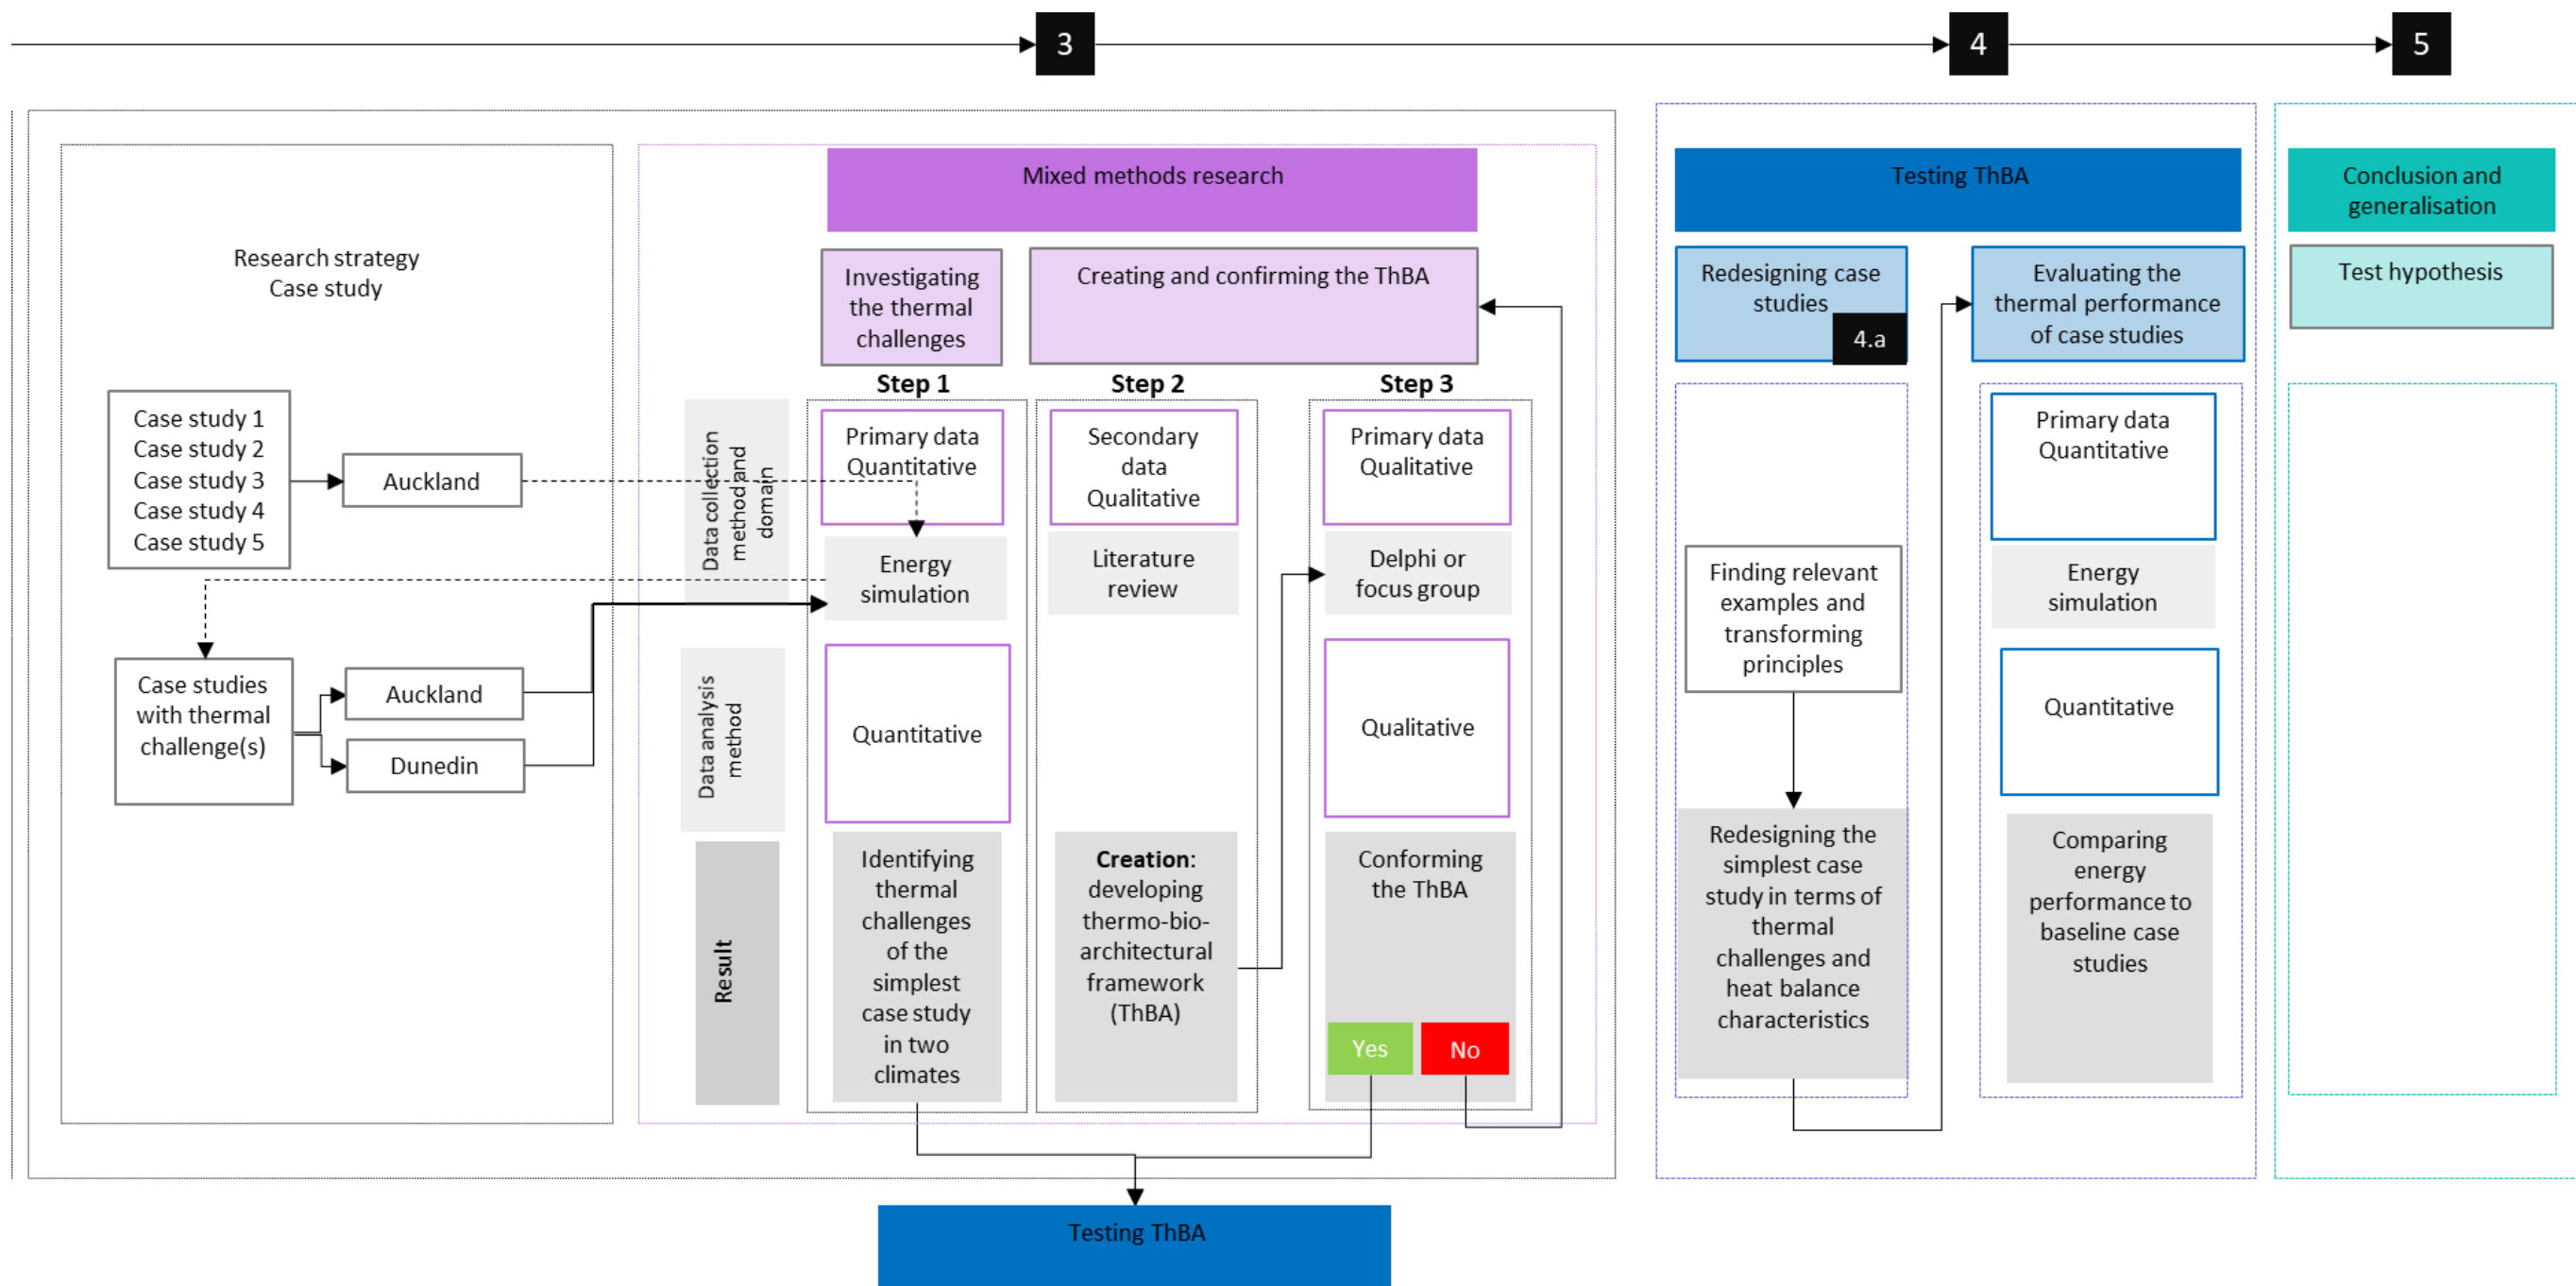 3
4
5
Research strategy
Case study
Case study 1
Case study 2
Case study 3
Case study 4
Case study 5
Auckland
Case studies
with thermal
challenge(s)
Auckland
Dunedin
Mixed methods research
Investigating
the thermal
challenges
Creating and confirming the ThBA
Step 1
Step 2
Step 3
Data collection
method and
domain
Primary data
Quantitative
Secondary
data
Qualitative
Primary data
Qualitative
Energy
simulation
Literature
review
Delphi or
focus group
Data analysis
method
Quantitative
Qualitative
Result
Identifying
thermal
challenges
of the
simplest
case study
in two
climates
Creation:
developing
thermo-bio-
architectural
framework
(ThBA)
Conforming
the ThBA
Yes
No
Testing ThBA
Testing ThBA
Redesigning case
studies
4.a
Evaluating the
thermal performance
of case studies
Finding relevant
examples and
transforming
principles
Redesigning the
simplest case
study in terms of
thermal
challenges and
heat balance
characteristics
Primary data
Quantitative
Energy
simulation
Quantitative
Comparing
energy
performance to
baseline case
studies
Conclusion and
generalisation
Test hypothesis